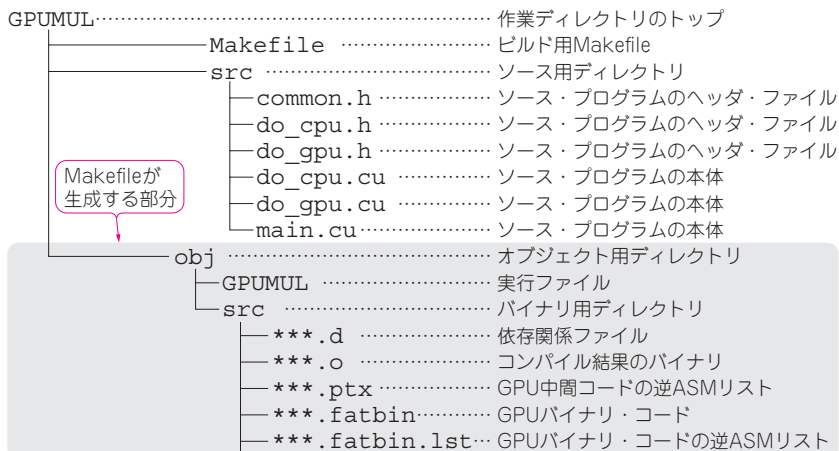 GPUMUL…………………………………………… 作業ディレクトリのトップ
Makefile ………………… ビルド用Makefile
src ………………………… ソース用ディレクトリ
common.h …………… ソース・プログラムのヘッダ・ファイル
do_cpu.h …………… ソース・プログラムのヘッダ・ファイル
do_gpu.h …………… ソース・プログラムのヘッダ・ファイル
do_cpu.cu ………… ソース・プログラムの本体
do_gpu.cu ………… ソース・プログラムの本体
main.cu……………… ソース・プログラムの本体
Makefileが
生成する部分
obj ……………………………… オブジェクト用ディレクトリ
GPUMUL …………………… 実行ファイル
src ………………………… バイナリ用ディレクトリ
***.d ……………… 依存関係ファイル
***.o ……………… コンパイル結果のバイナリ
***.ptx …………… GPU中間コードの逆ASMリスト
***.fatbin………… GPUバイナリ・コード
***.fatbin.lst… GPUバイナリ・コードの逆ASMリスト